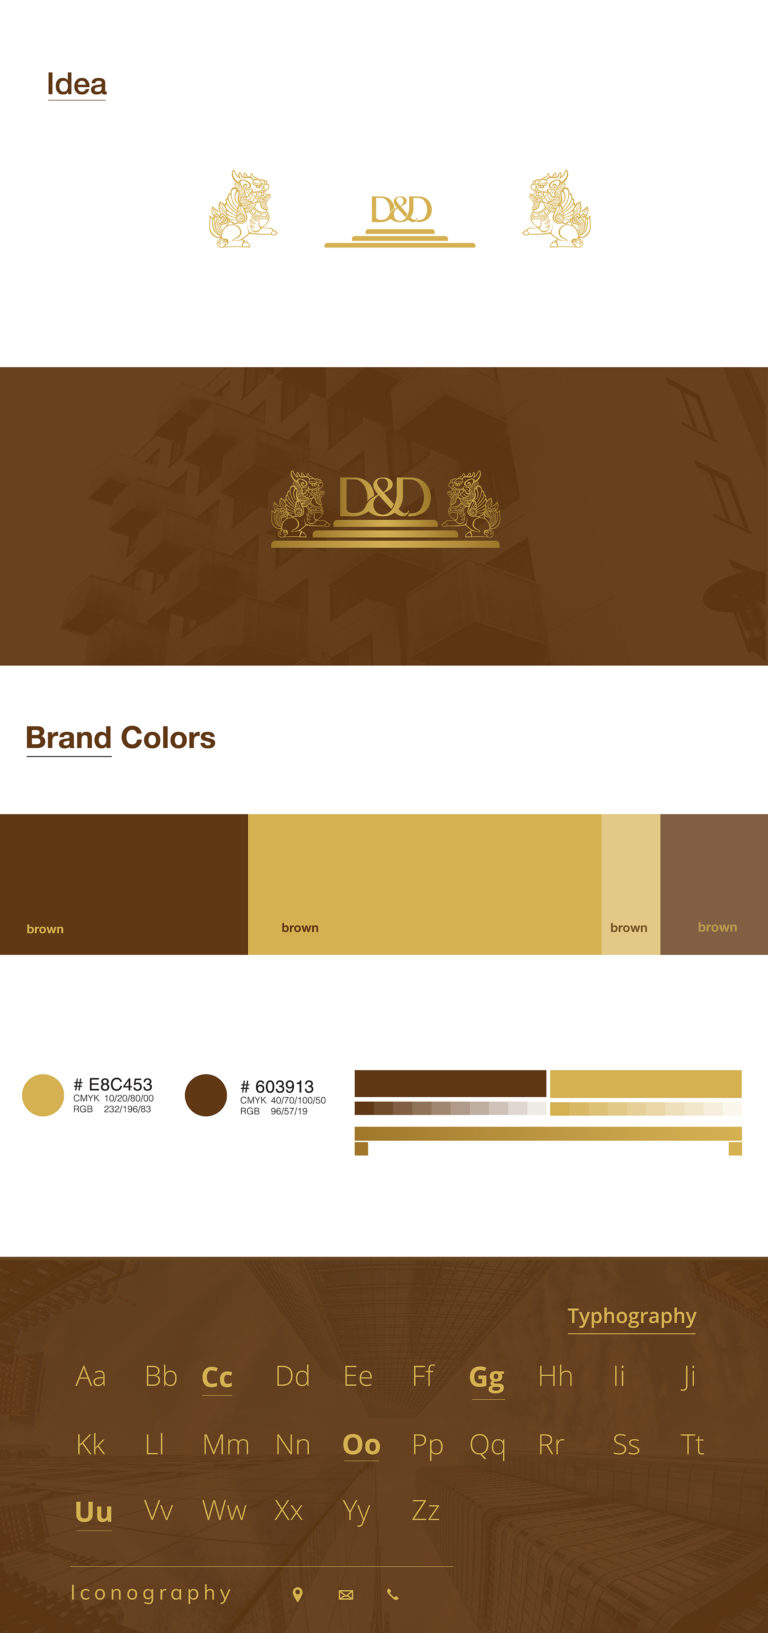 Idea
D&D
D&D
Brand Colors
brown
brown
brown
brown
# E8C453
CMYK 10/20/80/00
RGB 232/196/83
# 603913
CMYK 40/70/100/50
RGB 96/57/19
Typhography
Aa Bb Cc Dd Ee Ff Gg Hh Ii Ji
Kk Ll Mm Nn Oo Pp Qq Rr Ss Tt
Uu Vv Ww Xx Yy Zz
Iconography